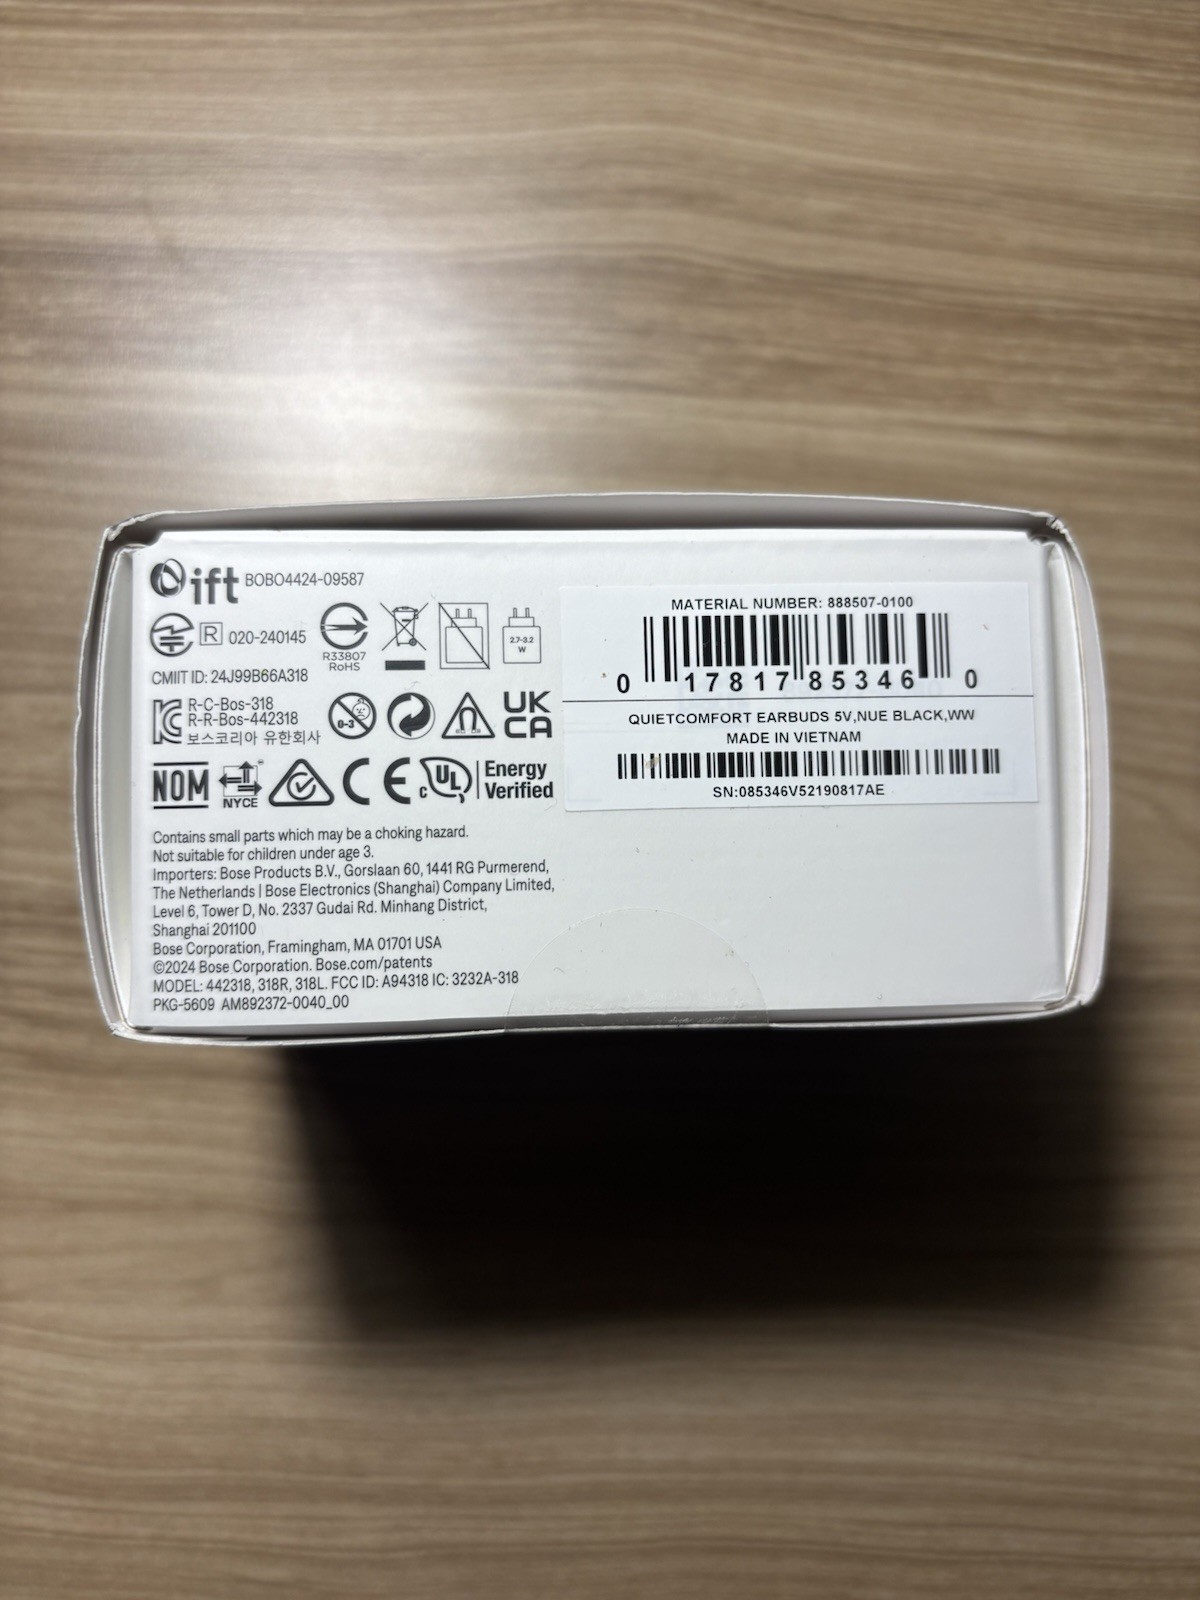 ift BOBO4424-09587
R 020-240145
R33807
RoHS
2.7-3.2
W
CMIIT ID: 24J99B66A318
R-C-Bos-318
R-R-Bos-442318
보스코리아 유한회사
0-3
UK
CA
NOM
NYCE
CE
c UL
Energy
Verified
Contains small parts which may be a choking hazard.
Not suitable for children under age 3.
Importers: Bose Products B.V., Gorslaan 60, 1441 RG Purmerend,
The Netherlands | Bose Electronics (Shanghai) Company Limited,
Level 6, Tower D, No. 2337 Gudai Rd. Minhang District,
Shanghai 201100
Bose Corporation, Framingham, MA 01701 USA
©2024 Bose Corporation. Bose.com/patents
MODEL: 442318, 318R, 318L. FCC ID: A94318 IC: 3232A-318
PKG-5609 AM892372-0040_00
MATERIAL NUMBER: 888507-0100
0 17817 85346 0
QUIETCOMFORT EARBUDS 5V,NUE BLACK,WW
MADE IN VIETNAM
SN:085346V52190817AE